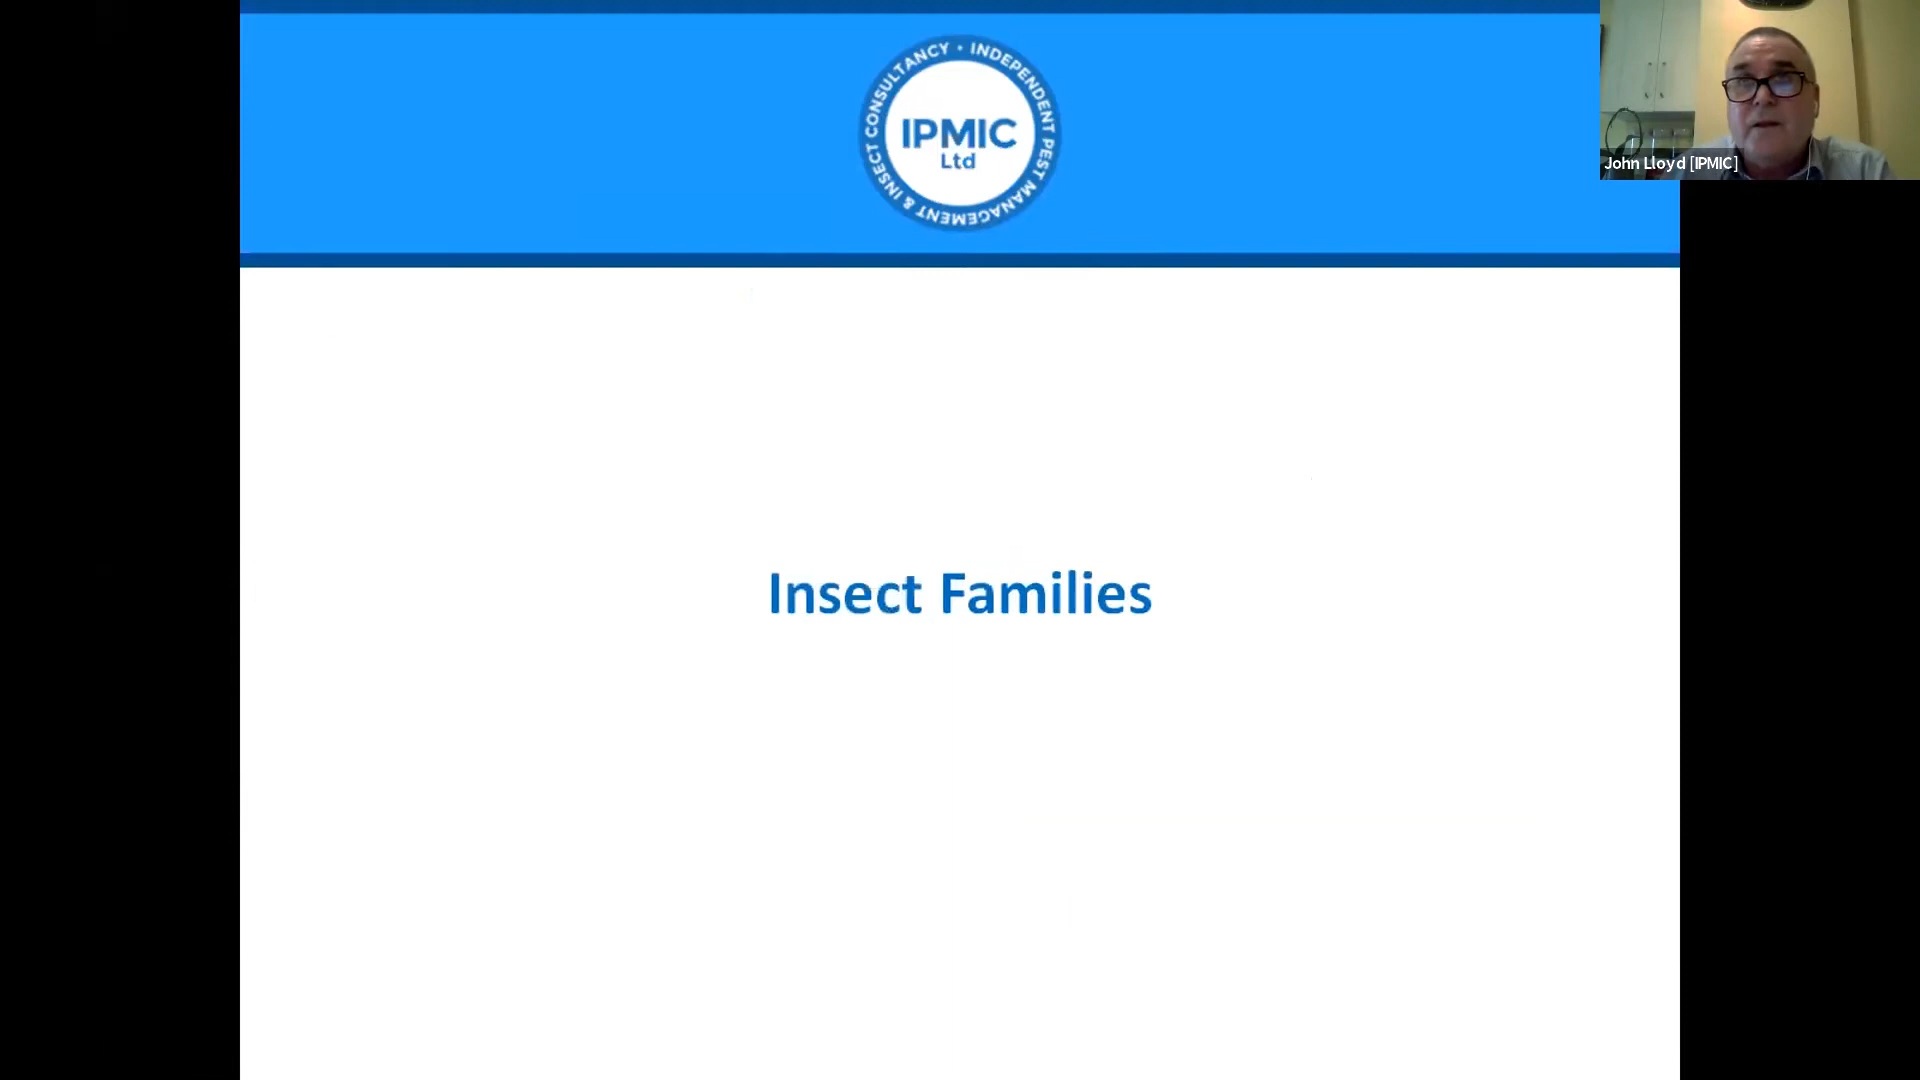 INSECT CONSULTANCY • INDEPENDENT PEST MANAGEMENT &
IPMIC
Ltd
John Lloyd [IPMIC]
Insect Families